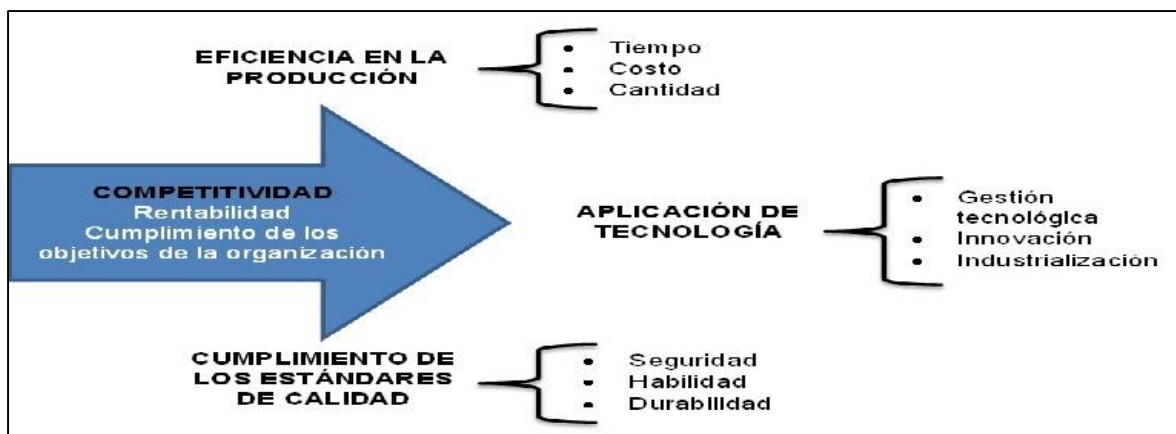 EFICIENCIA EN LA
PRODUCCIÓN
• Tiempo
• Costo
• Cantidad
COMPETITIVIDAD
Rentabilidad
Cumplimiento de los
objetivos de la organización
APLICACIÓN DE
TECNOLOGÍA
• Gestión
tecnológica
• Innovación
• Industrialización
CUMPLIMIENTO DE
LOS ESTÁNDARES
DE CALIDAD
• Seguridad
• Habilidad
• Durabilidad